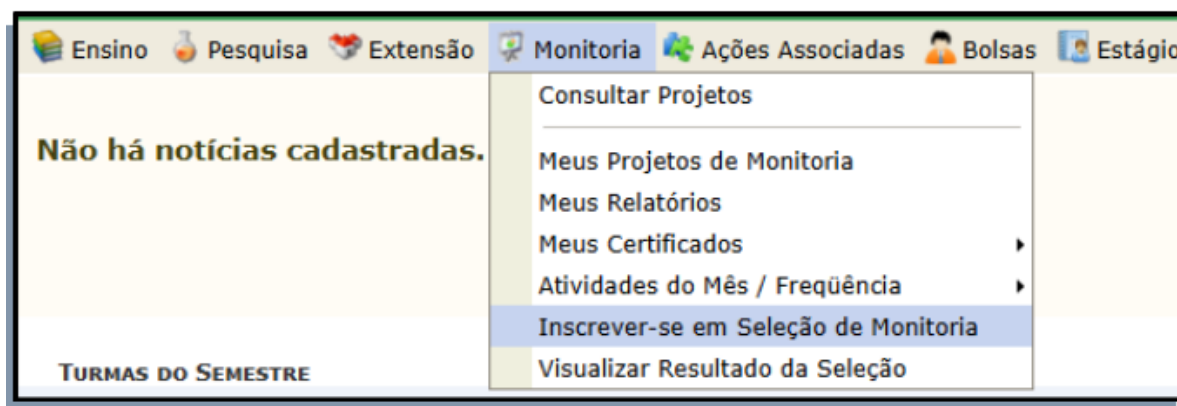 Ensino Pesquisa Extensão Monitoria Ações Associadas Bolsas Estágio
Consultar Projetos
Não há notícias cadastradas.
Meus Projetos de Monitoria
Meus Relatórios
Meus Certificados
Atividades do Mês / Freqüência
Inscrever-se em Seleção de Monitoria
Visualizar Resultado da Seleção
TURMAS DO SEMESTRE